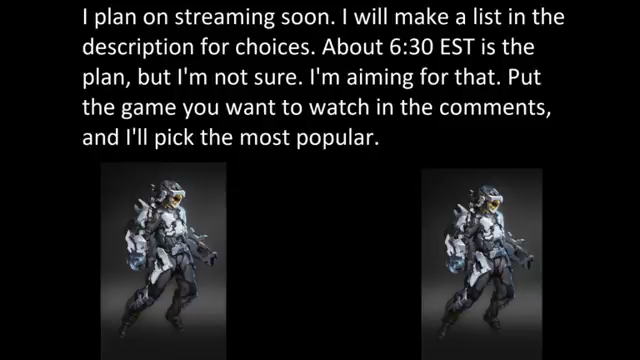 I plan on streaming soon. I will make a list in the
description for choices. About 6:30 EST is the
plan, but I'm not sure. I'm aiming for that. Put
the game you want to watch in the comments,
and I'll pick the most popular.